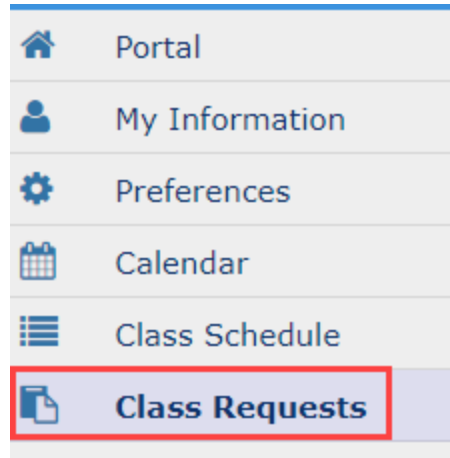 Portal
My Information
Preferences
Calendar
Class Schedule
Class Requests